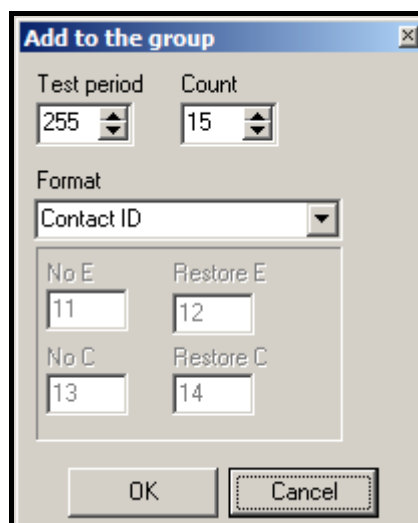 Add to the group
Test period Count
255 15
Format
Contact ID
No E Restore E
11 12
No C Restore C
13 14
OK Cancel